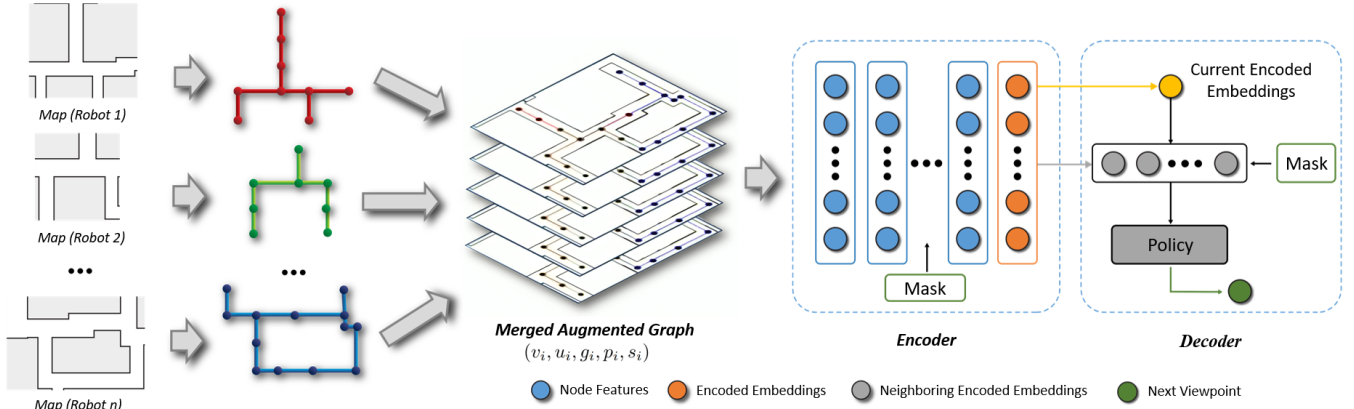 Map (Robot 1)
Map (Robot 2)
Map (Robot n)
Merged Augmented Graph
(v_i, u_i, g_i, p_i, s_i)
Mask
Encoder
Current Encoded
Embeddings
Mask
Policy
Decoder
Node Features
Encoded Embeddings
Neighboring Encoded Embeddings
Next Viewpoint